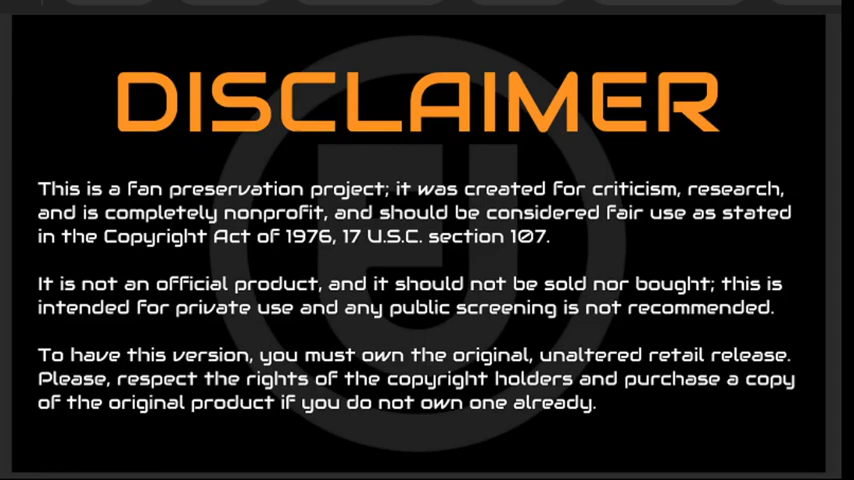 DISCLAIMER
This is a fan preservation project; it was created for criticism, research,
and is completely nonprofit, and should be considered fair use as stated
in the Copyright Act of 1976, 17 U.S.C. section 107.
It is not an official product, and it should not be sold nor bought; this is
intended for private use and any public screening is not recommended.
To have this version, you must own the original, unaltered retail release.
Please, respect the rights of the copyright holders and purchase a copy
of the original product if you do not own one already.